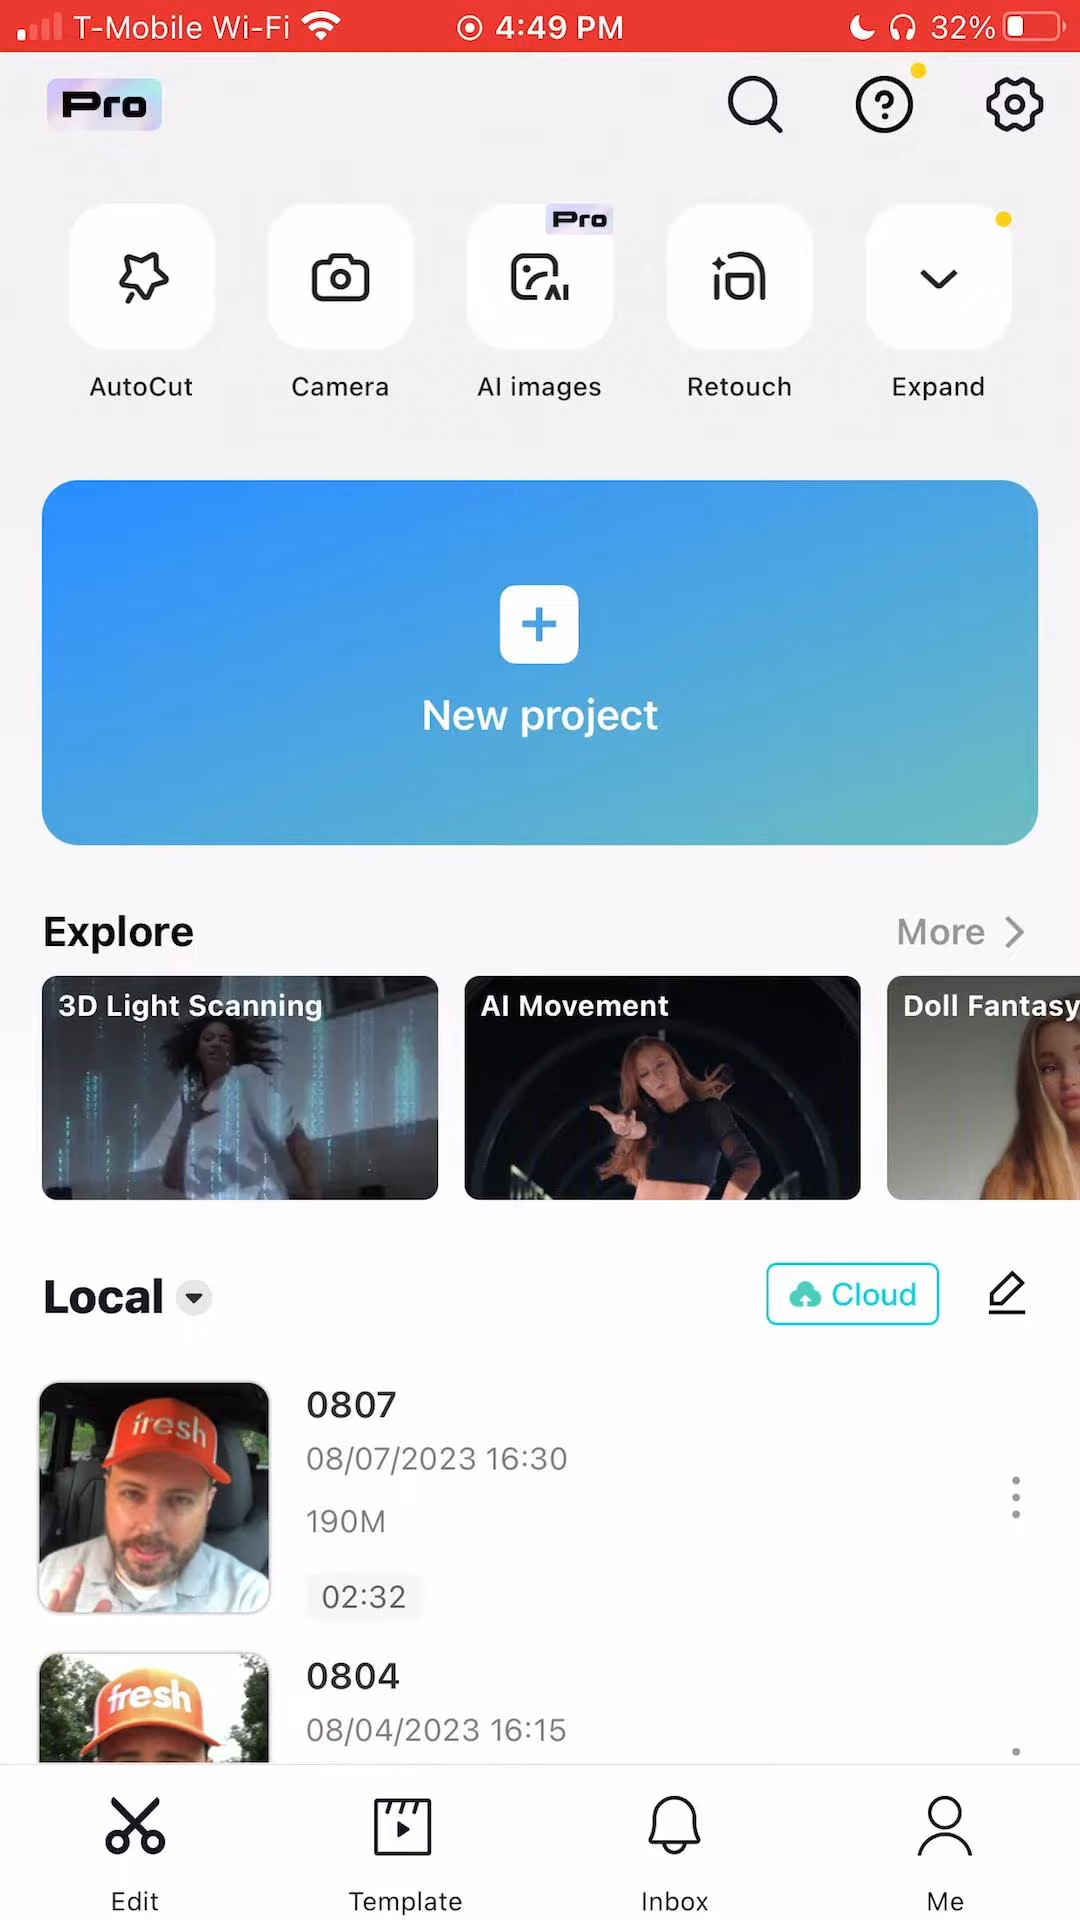 T-Mobile Wi-Fi 4:49 PM 32%
Pro
Pro
AutoCut Camera AI images Retouch Expand
New project
Explore More
3D Light Scanning AI Movement Doll Fantasy
Local Cloud
fresh
0807
08/07/2023 16:30
190M
02:32
fresh
0804
08/04/2023 16:15
Edit Template Inbox Me